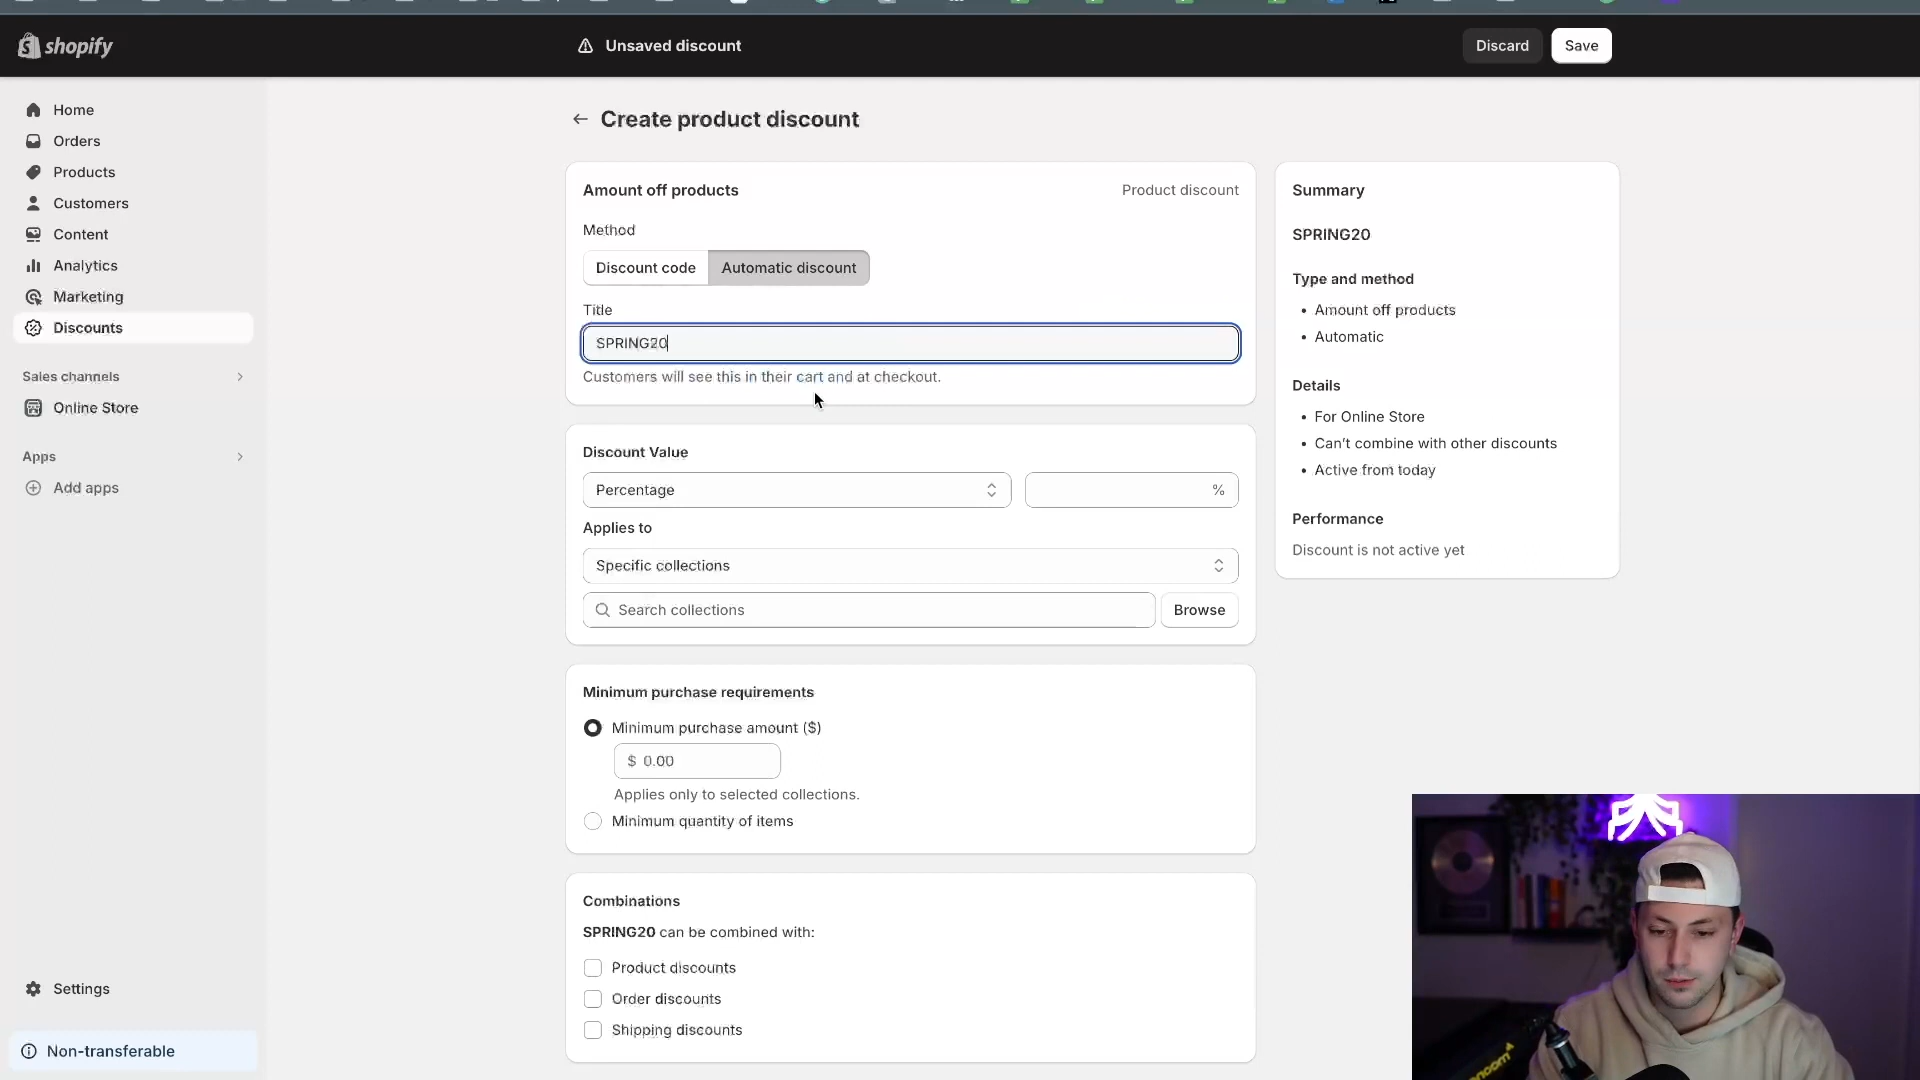 shopify
Unsaved discount
Discard
Save
Home
Orders
Products
Customers
Content
Analytics
Marketing
Discounts
Sales channels
Online Store
Apps
Add apps
Settings
Non-transferable
Create product discount
Amount off products
Product discount
Method
Discount code
Automatic discount
Title
SPRING20
Customers will see this in their cart and at checkout.
Discount Value
Percentage
%
Applies to
Specific collections
Search collections
Browse
Minimum purchase requirements
Minimum purchase amount ($)
$ 0.00
Applies only to selected collections.
Minimum quantity of items
Combinations
SPRING20 can be combined with:
Product discounts
Order discounts
Shipping discounts
Summary
SPRING20
Type and method
• Amount off products
• Automatic
Details
• For Online Store
• Can't combine with other discounts
• Active from today
Performance
Discount is not active yet